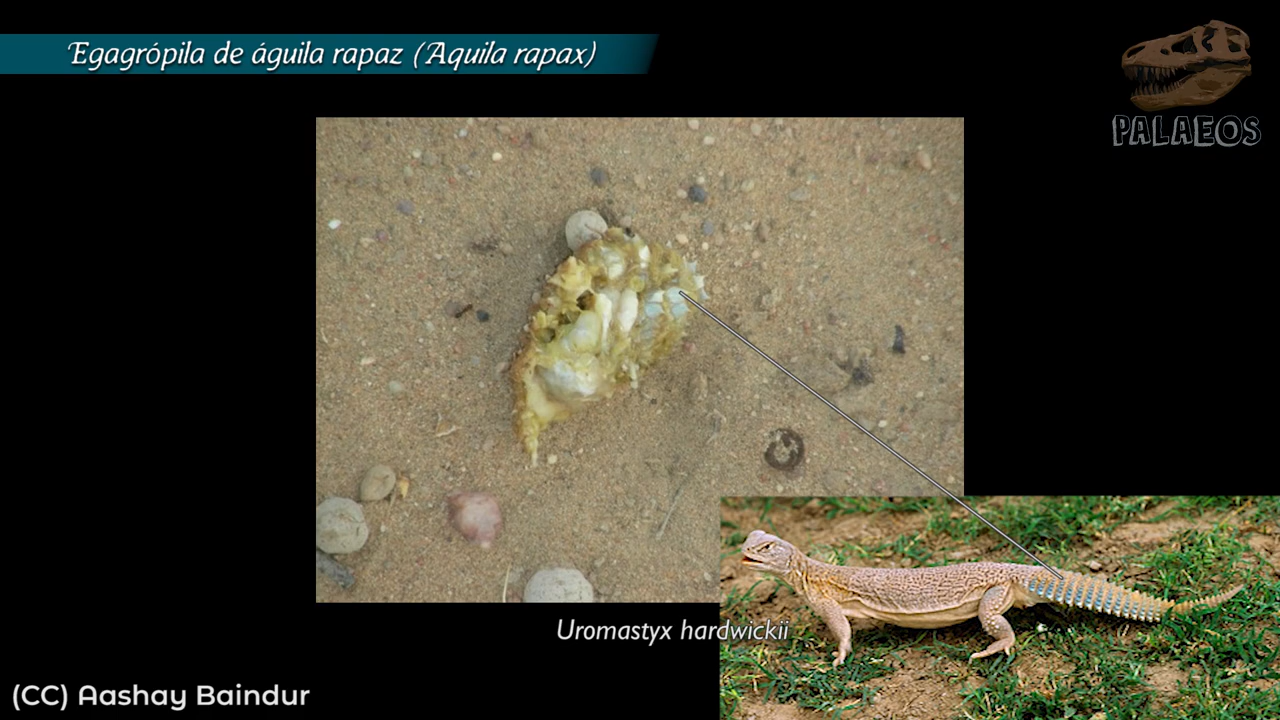 Egagrópila de águila rapaz (Aquila rapax)
PALAEOS
Uromastyx hardwickii
(CC) Aashay Baindur